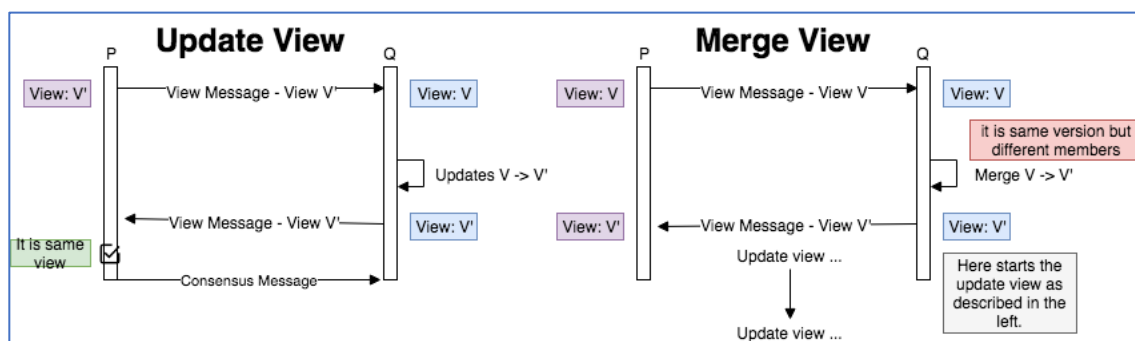 Update View
P
Q
View: V'
View Message - View V'
View: V
Updates V -> V'
View Message - View V'
View: V'
It is same
view
Consensus Message
Merge View
P
Q
View: V
View Message - View V
View: V
it is same version but
different members
Merge V -> V'
View: V'
View Message - View V'
View: V'
Update view ...
Here starts the
update view as
described in the
left.
Update view ...